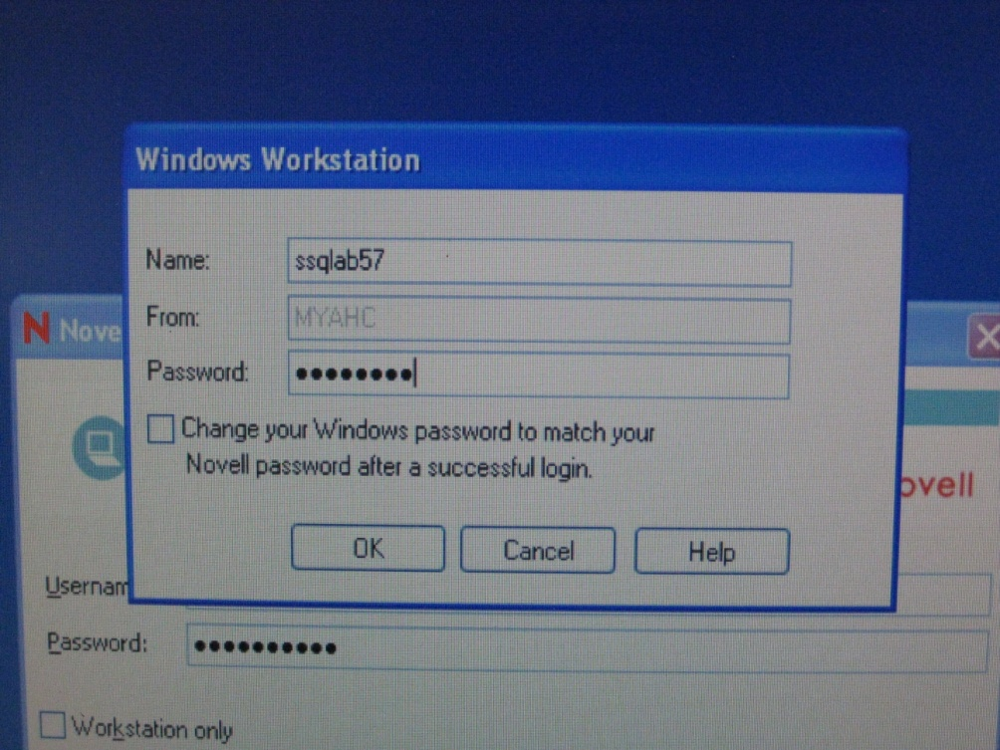 Windows Workstation
Name: ssqlab57
From: MYAHC
Password: ••••••••
Change your Windows password to match your
Novell password after a successful login.
OK Cancel Help
N Nove
ovell
Usernam
Password: ••••••••••
Workstation only